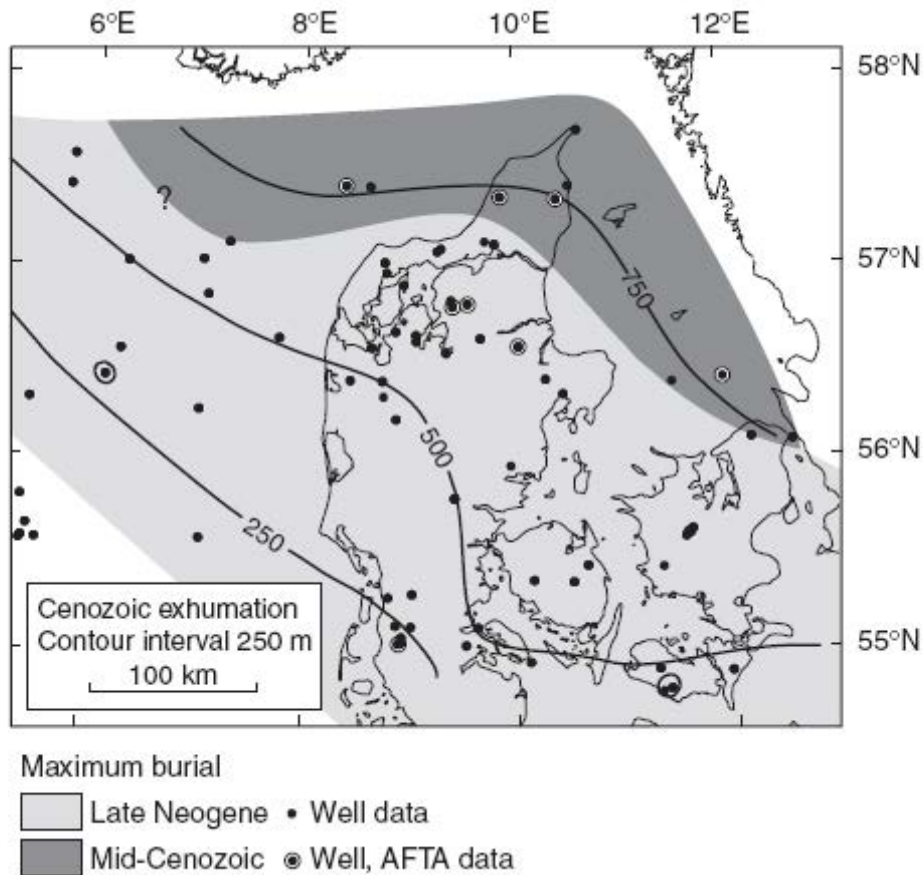 6°E 8°E 10°E 12°E
58°N
?
57°N
750
56°N
500
250
55°N
Cenozoic exhumation
Contour interval 250 m
100 km
Maximum burial
Late Neogene • Well data
Mid-Cenozoic Well, AFTA data